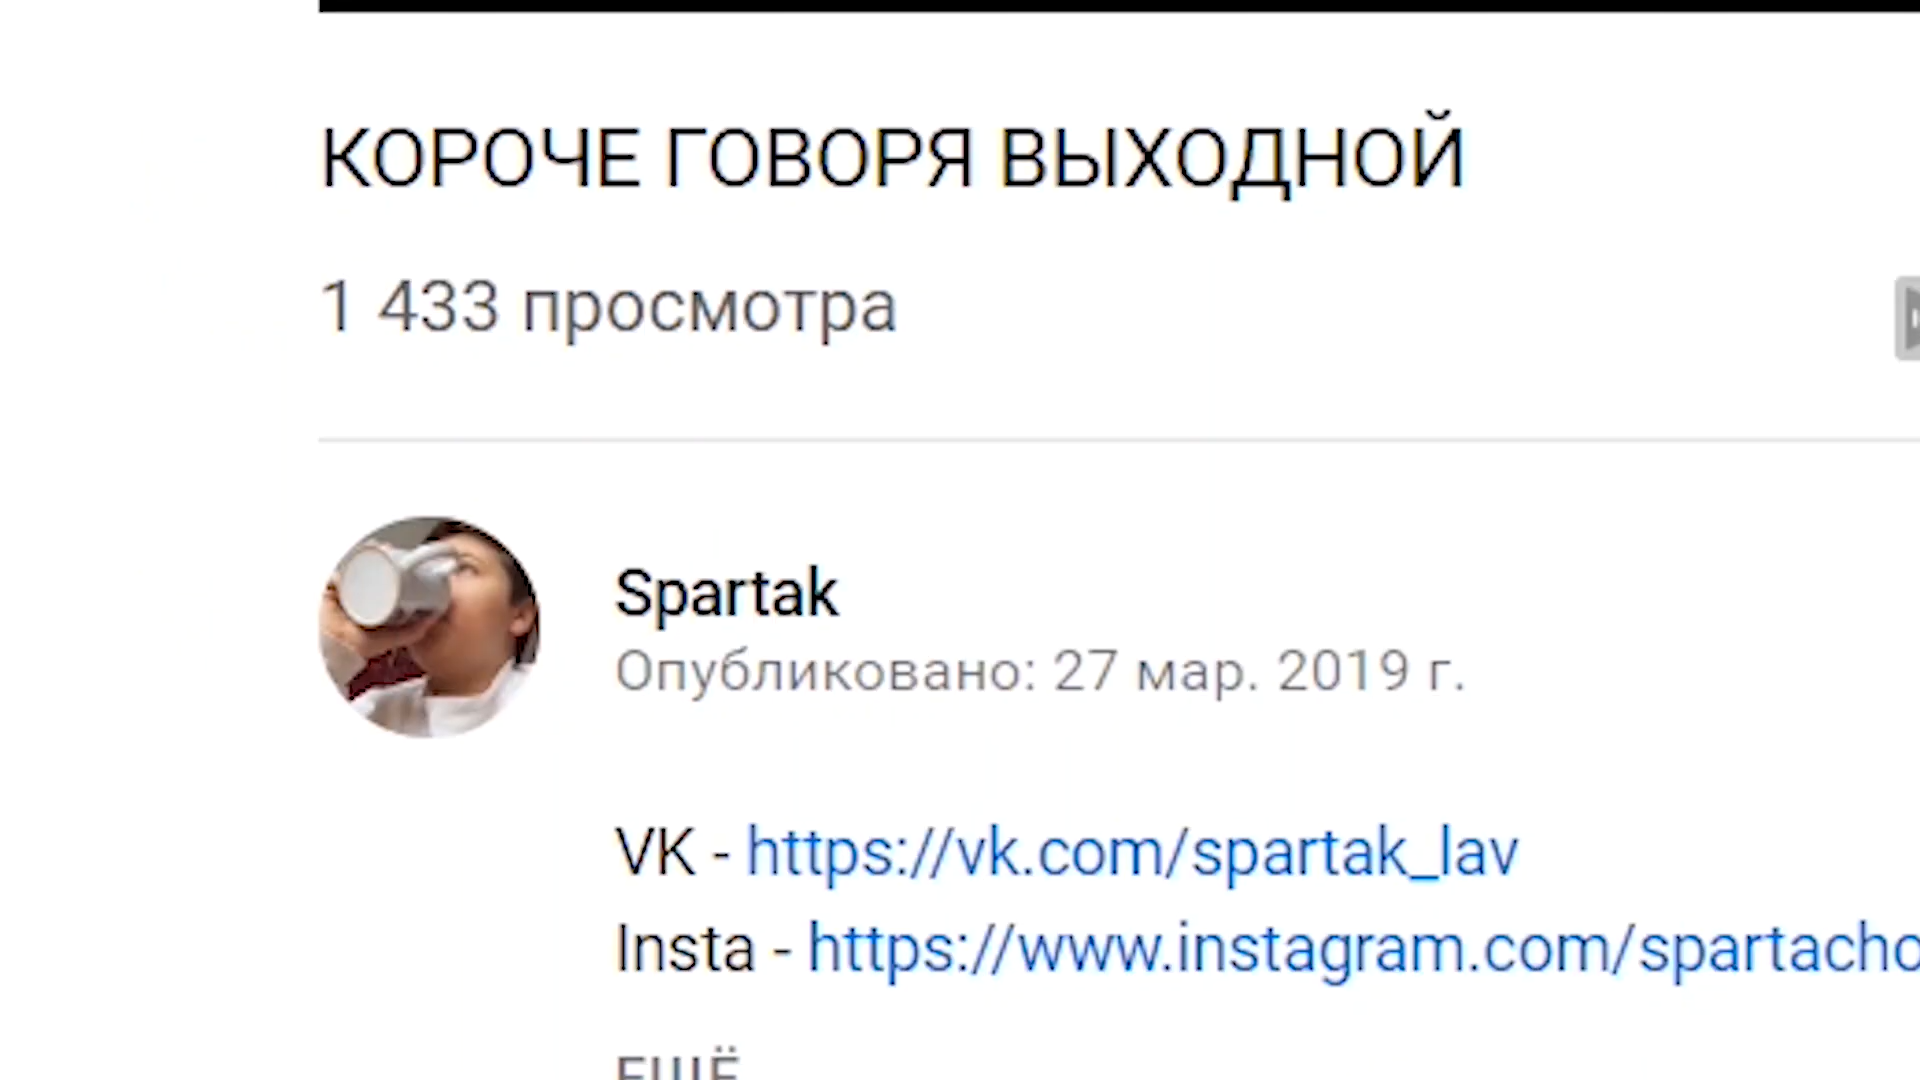 КОРОЧЕ ГОВОРЯ ВЫХОДНОЙ
1 433 просмотра
Spartak
Опубликовано: 27 мар. 2019 г.
VK - https://vk.com/spartak_lav
Insta - https://www.instagram.com/spartacho
ЕЩЁ